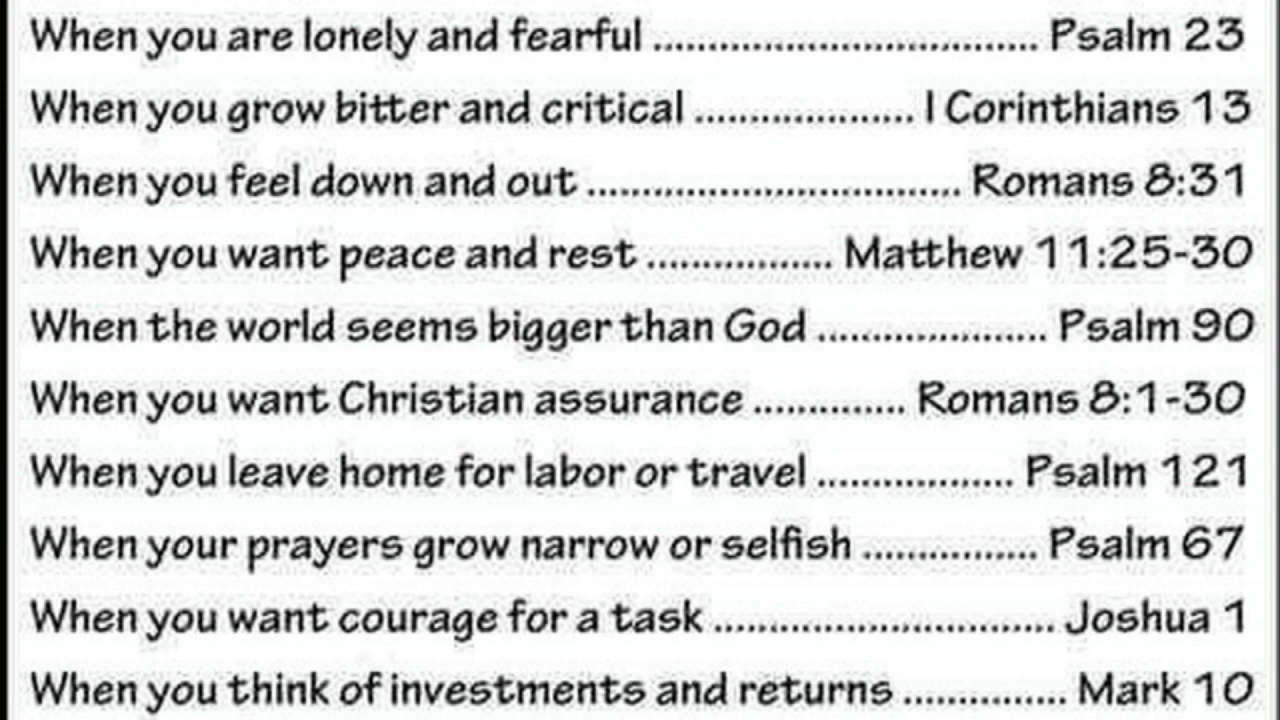 When you are lonely and fearful .................................. Psalm 23
When you grow bitter and critical .................... I Corinthians 13
When you feel down and out .................................. Romans 8:31
When you want peace and rest ................. Matthew 11:25-30
When the world seems bigger than God ..................... Psalm 90
When you want Christian assurance .............. Romans 8:1-30
When you leave home for labor or travel .................. Psalm 121
When your prayers grow narrow or selfish ................ Psalm 67
When you want courage for a task ............................... Joshua 1
When you think of investments and returns ............... Mark 10